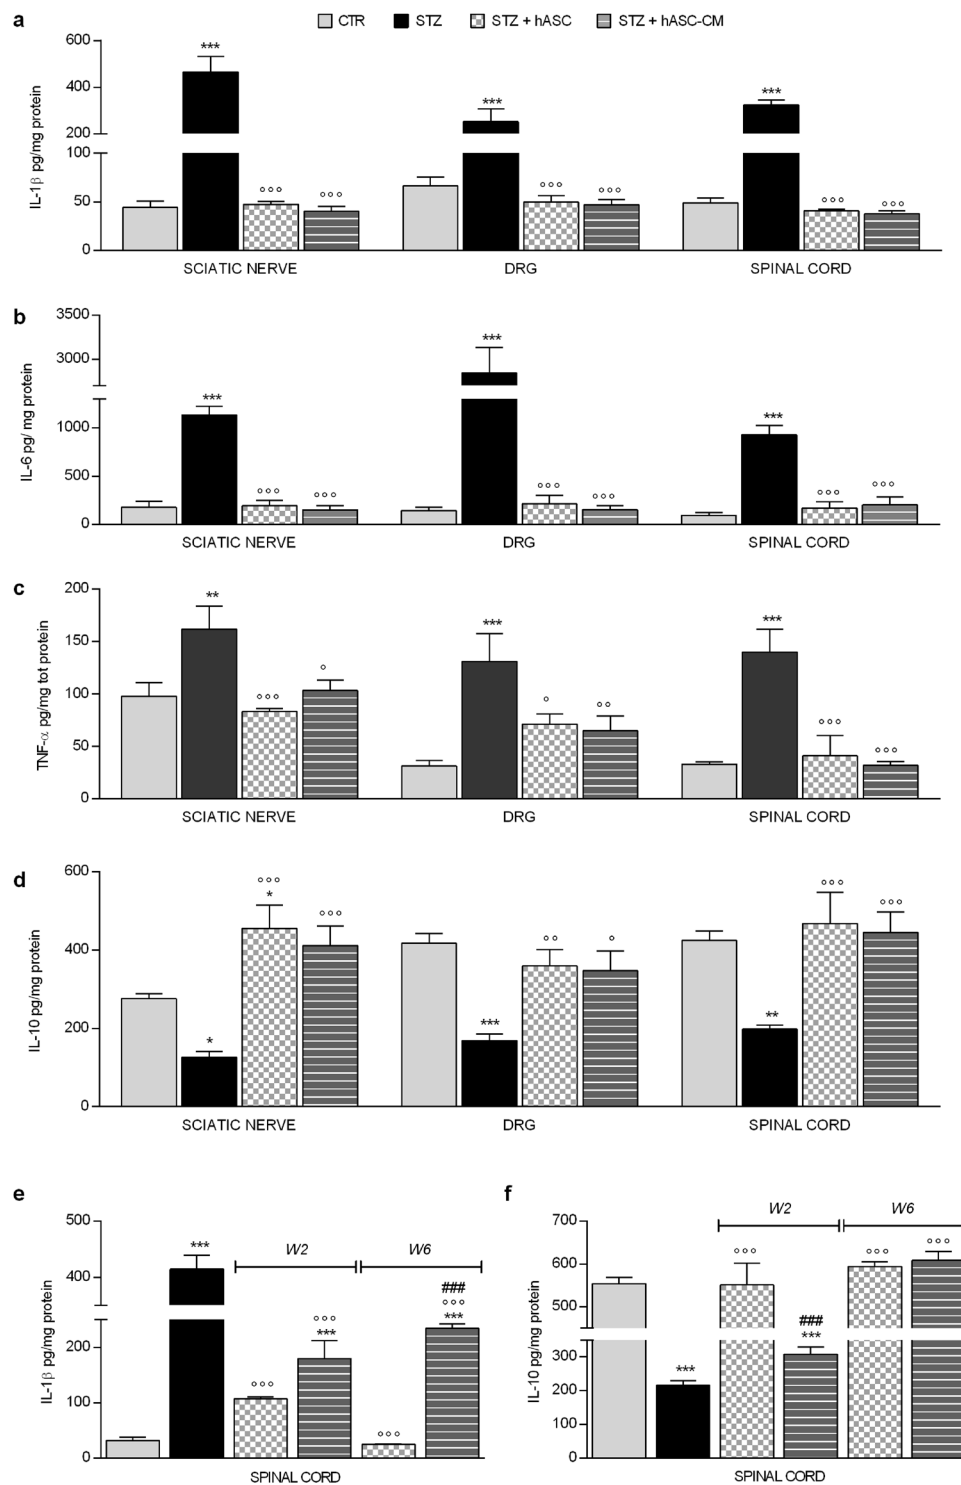 a
CTR STZ STZ + hASC STZ + hASC-CM
IL-1β pg/mg protein
600
400
200
100
50
0
*** °°° °°° *** °°° °°° *** °°° °°°
SCIATIC NERVE DRG SPINAL CORD
b
IL-6 pg/ mg protein
3500
3000
1000
500
0
*** °°° °°° *** °°° °°° *** °°° °°°
SCIATIC NERVE DRG SPINAL CORD
c
TNF-α pg/mg tot protein
200
150
100
50
0
** °°° ° *** ° °° *** °°° °°°
SCIATIC NERVE DRG SPINAL CORD
d
IL-10 pg/mg protein
600
400
200
0
* °°° * °°° *** °° ° ** °°° °°°
SCIATIC NERVE DRG SPINAL CORD
e
IL-1β pg/mg protein
500
400
200
100
0
W2 W6
*** °°° °°° *** °°° ### °°° ***
SPINAL CORD
f
IL-10 pg/mg protein
700
600
500
300
200
100
0
W2 W6
*** °°° ### *** °°° °°°
SPINAL CORD